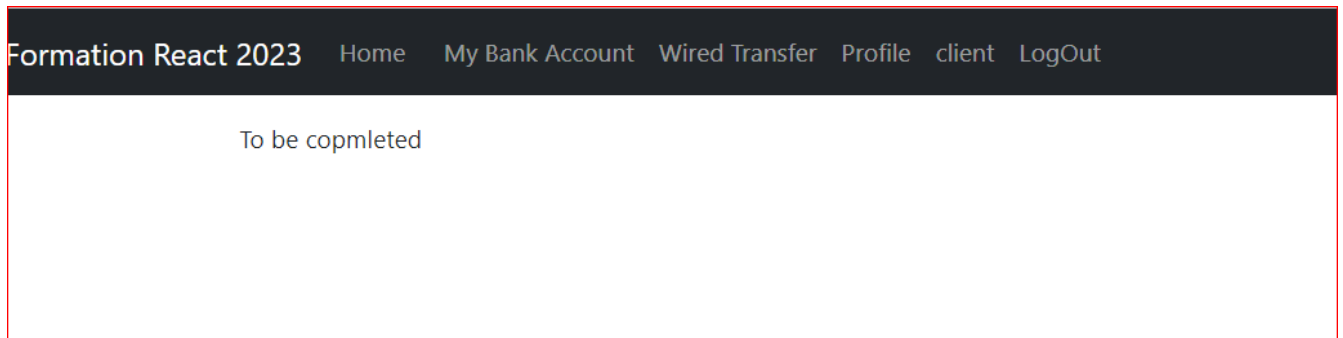 Formation React 2023 Home My Bank Account Wired Transfer Profile client LogOut
To be copmleted